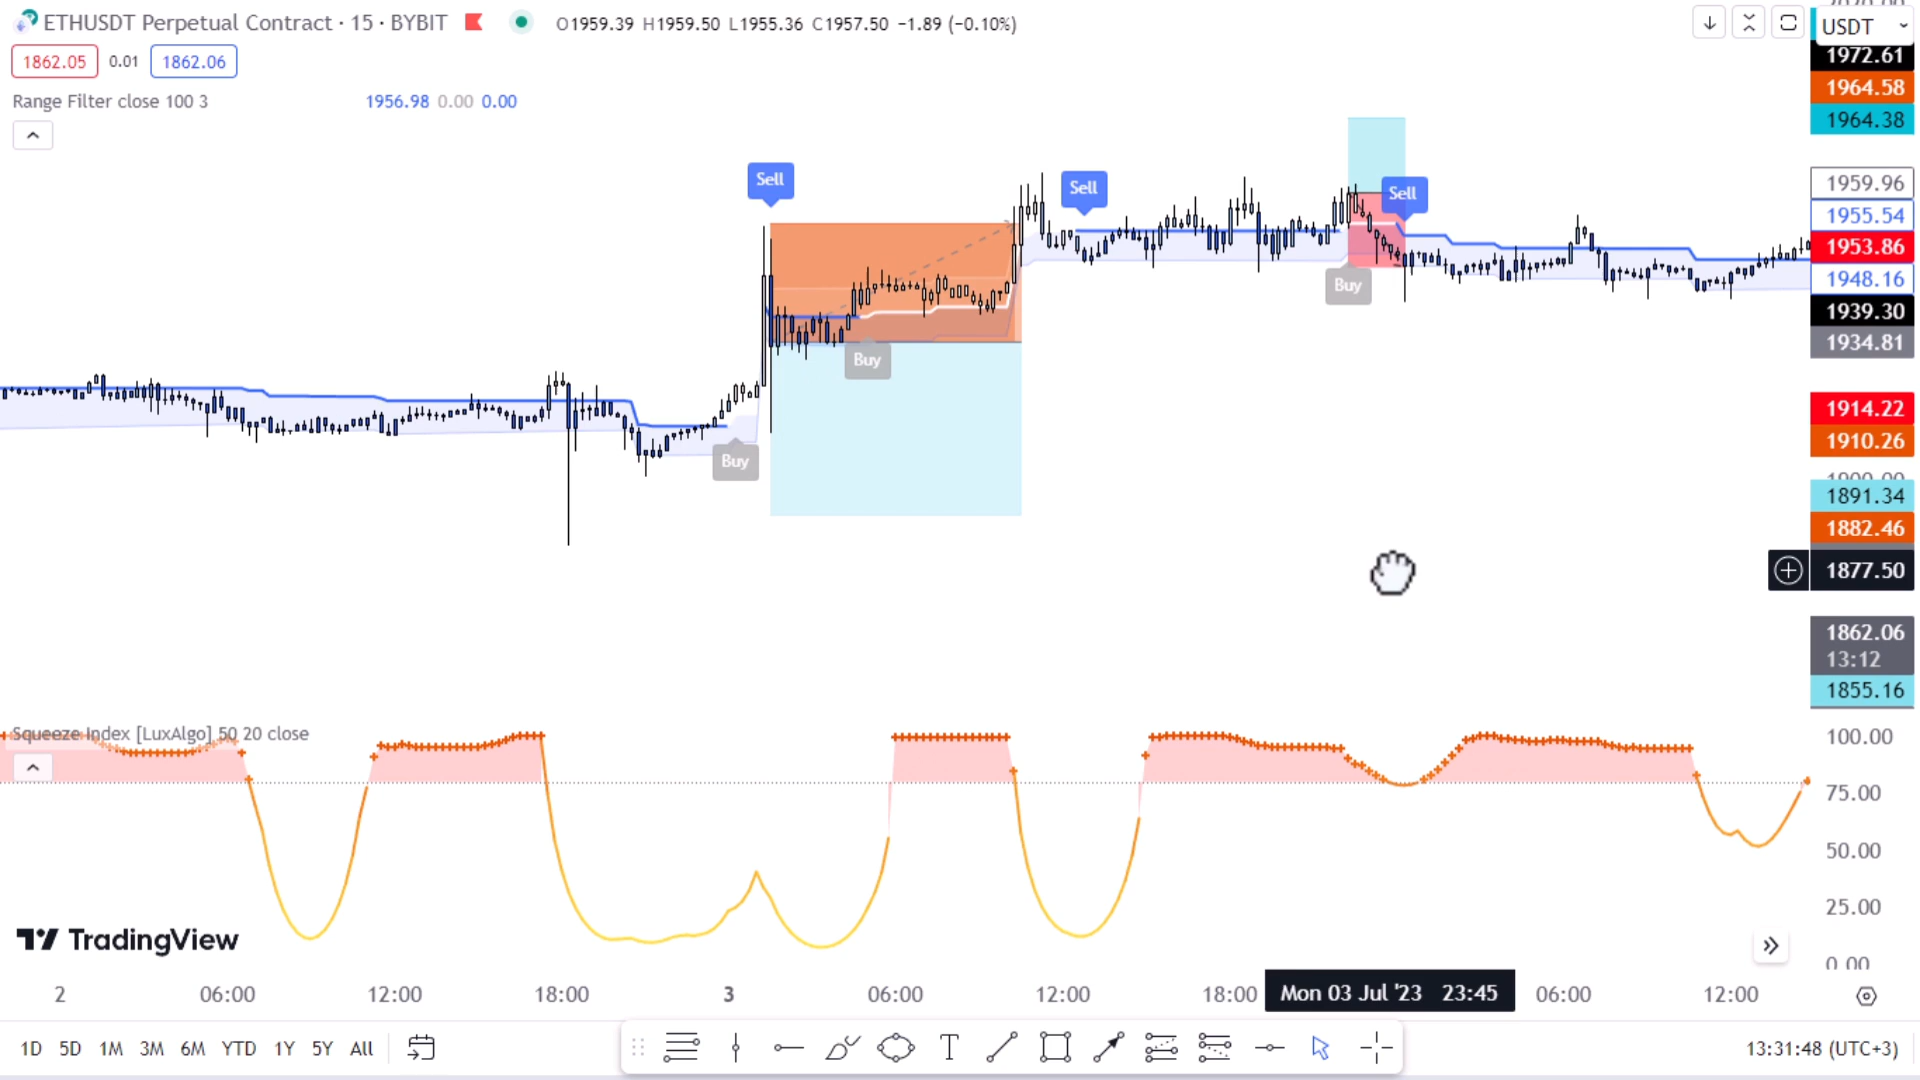 ETHUSDT Perpetual Contract · 15 · BYBIT O1959.39 H1959.50 L1955.36 C1957.50 −1.89 (−0.10%)
USDT
1862.05 0.01 1862.06
Range Filter close 100 3 1956.98 0.00 0.00
1972.61
1964.58
1964.38
1959.96
1955.54
1953.86
1948.16
1939.30
1934.81
1914.22
1910.26
1891.34
1882.46
1877.50
1862.06
13:12
1855.16
Sell
Sell
Sell
Buy
Buy
Buy
Squeeze Index [LuxAlgo] 50 20 close
100.00
75.00
50.00
25.00
0.00
TradingView
2 06:00 12:00 18:00 3 06:00 12:00 18:00 Mon 03 Jul '23 23:45 06:00 12:00
1D 5D 1M 3M 6M YTD 1Y 5Y All
T
13:31:48 (UTC+3)